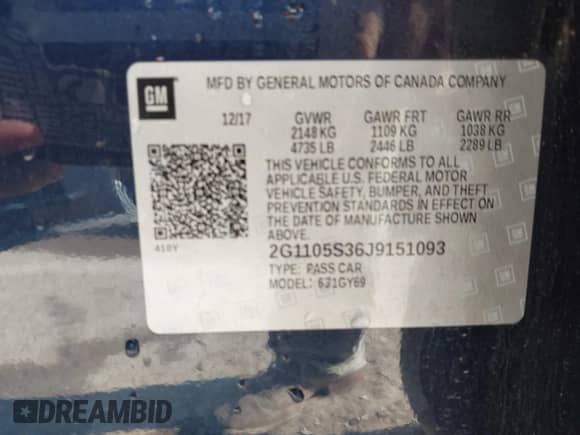 GM
MFD BY GENERAL MOTORS OF CANADA COMPANY
12/17 GVWR GAWR FRT GAWR RR
2148 KG 1109 KG 1038 KG
4735 LB 2446 LB 2289 LB
THIS VEHICLE CONFORMS TO ALL
APPLICABLE U.S. FEDERAL MOTOR
VEHICLE SAFETY, BUMPER, AND THEFT
PREVENTION STANDARDS IN EFFECT ON
THE DATE OF MANUFACTURE SHOWN
ABOVE.
410Y
2G1105S36J9151093
TYPE: PASS CAR
MODEL: 6J1GY69
DREAMBID